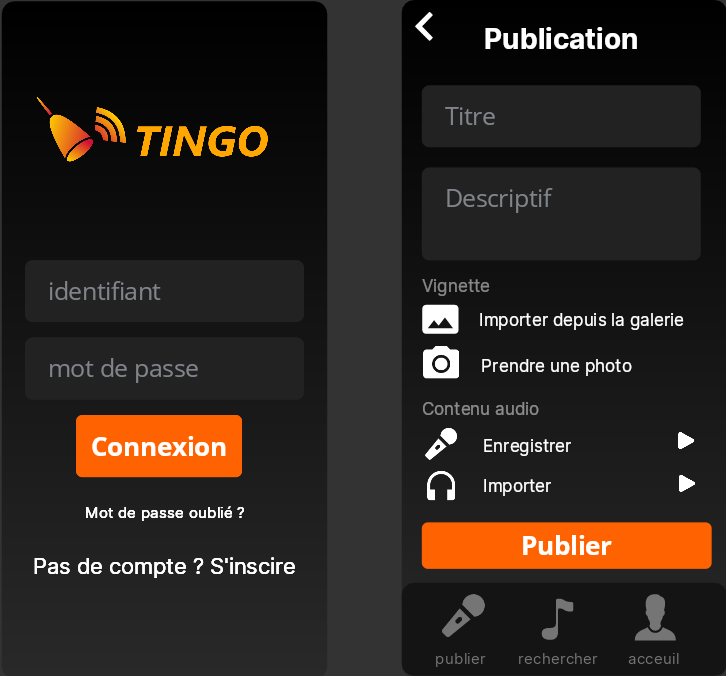 TINGO
identifiant
mot de passe
Connexion
Mot de passe oublié ?
Pas de compte ? S'inscire
Publication
Titre
Descriptif
Vignette
Importer depuis la galerie
Prendre une photo
Contenu audio
Enregistrer
Importer
Publier
publier rechercher acceuil